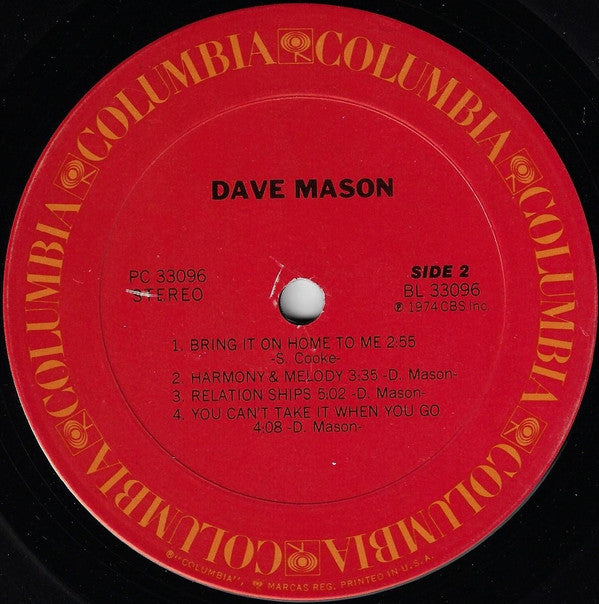 COLUMBIA COLUMBIA COLUMBIA COLUMBIA COLUMBIA COLUMBIA
DAVE MASON
PC 33096
STEREO
SIDE 2
BL 33096
℗ 1974 CBS. Inc.
1. BRING IT ON HOME TO ME 2:55
-S. Cooke-
2 HARMONY & MELODY 3:35 -D. Mason-
3. RELATION SHIPS 5:02 -D. Mason-
4. YOU CAN'T TAKE IT WHEN YOU GO
4:08 -D. Mason-
®"COLUMBIA", MARCAS REG. PRINTED IN U.S.A.